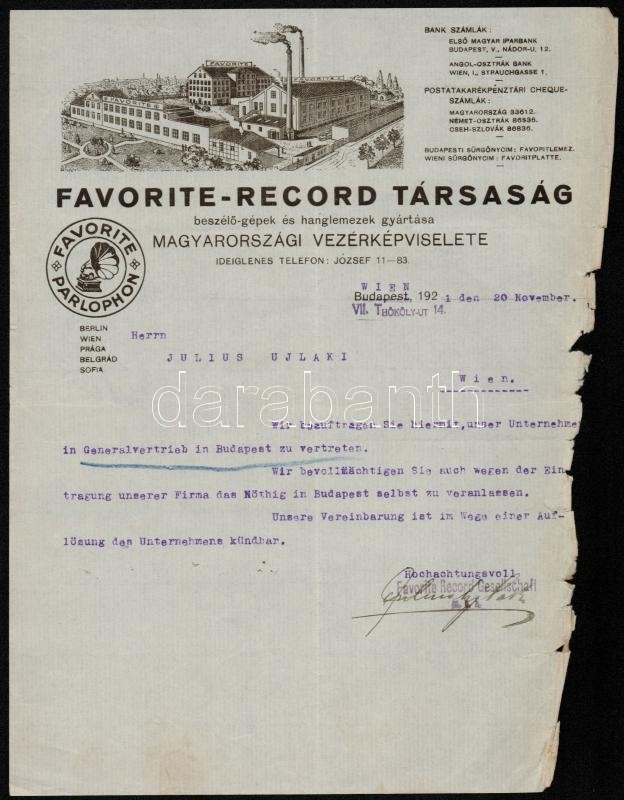 FAVORITE
FAVORITE
FAVORITE
BANK SZÁMLÁK:
ELSŐ MAGYAR IPARBANK
BUDAPEST, V., NÁDOR-U. 12.
ANGOL-OSZTRÁK BANK
WIEN, I., STRAUCHGASSE 1.
POSTATAKARÉKPÉNZTÁRI CHEQUE-
SZÁMLÁK:
MAGYARORSZÁG 33612.
NÉMET-OSZTRÁK 86535.
CSEH-SZLOVÁK 86836.
BUDAPESTI SÜRGÖNYCIM: FAVORITLEMEZ.
WIENI SÜRGÖNYCIM: FAVORITPLATTE.
FAVORITE-RECORD TÁRSASÁG
beszélő-gépek és hanglemezek gyártása
MAGYARORSZÁGI VEZÉRKÉPVISELETE
IDEIGLENES TELEFON: JÓZSEF 11—83.
FAVORITE
PARLOPHON
WIEN
Budapest, 192 1 den 20 November.
VII. THÖKÖLY-UT 14.
BERLIN
WIEN
PRÁGA
BELGRÁD
SOFIA
Herrn
JULIUS UJLAKI
Wien.
darabanth
Wir beauftragen Sie hiermit, unser Unternehmen
in Generalvertrieb in Budapest zu vertreten.
Wir bevollmächtigen Sie auch wegen der Ein
tragung unserer Firma das Nöthig in Budapest selbst zu veranlassen.
Unsere Vereinbarung ist im Wege einer Auf-
lösung des Unternehmens kündbar.
Hochachtungsvoll
Favorite Record Gesellschaft